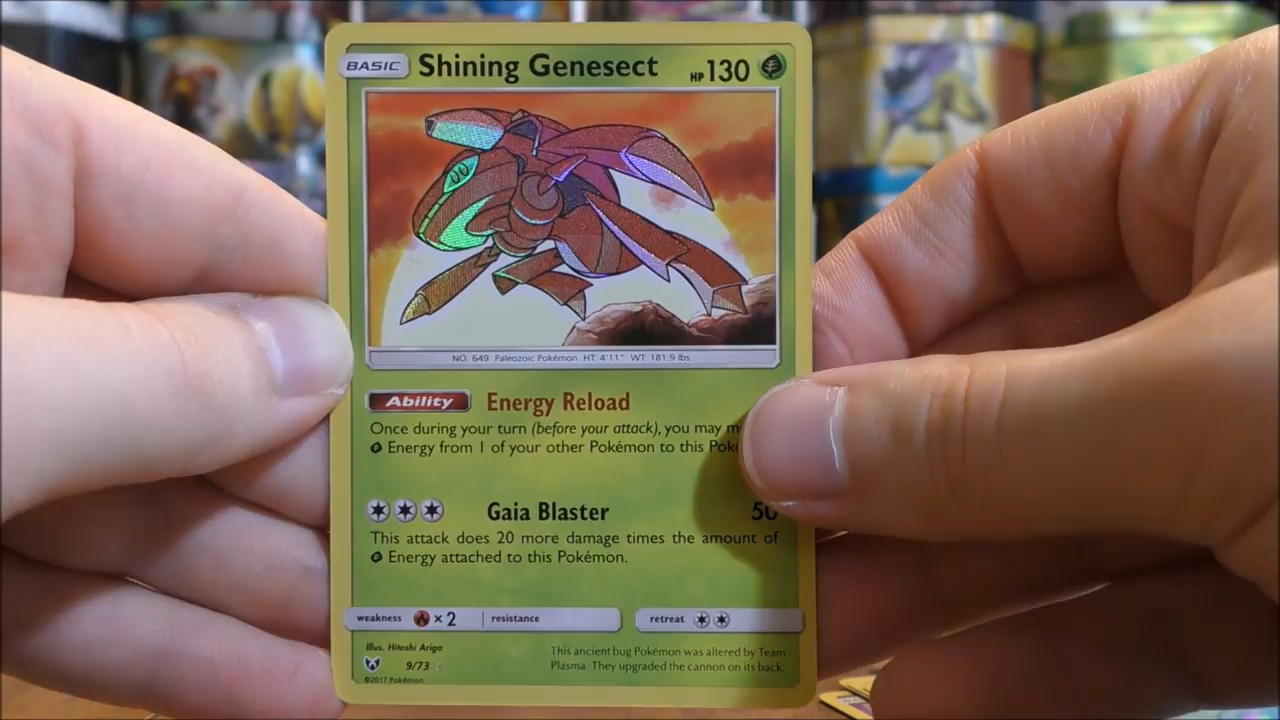 BASIC Shining Genesect HP 130
NO. 649 Paleozoic Pokémon HT: 4'11" WT: 181.9 lbs.
Ability Energy Reload
Once during your turn (before your attack), you may
Energy from 1 of your other Pokémon to this
Gaia Blaster 50
This attack does 20 more damage times the amount of
Energy attached to this Pokémon.
weakness × 2 resistance retreat
Illus. Hitoshi Ariga
9/73
©2017 Pokémon
This ancient bug Pokémon was altered by Team
Plasma. They upgraded the cannon on its back.